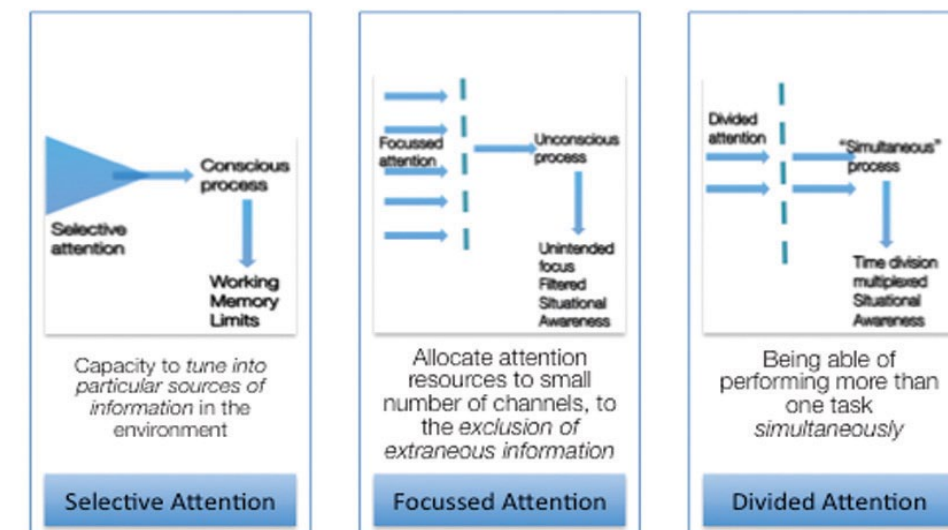 Selective
attention
Conscious
process
Working
Memory
Limits
Capacity to tune into
particular sources of
information in the
environment
Selective Attention
Focussed
attention
Unconscious
process
Unintended
focus
Filtered
Situational
Awareness
Allocate attention
resources to small
number of channels, to
the exclusion of
extraneous information
Focussed Attention
Divided
attention
"Simultaneous"
process
Time division
multiplexed
Situational
Awareness
Being able of
performing more than
one task
simultaneously
Divided Attention